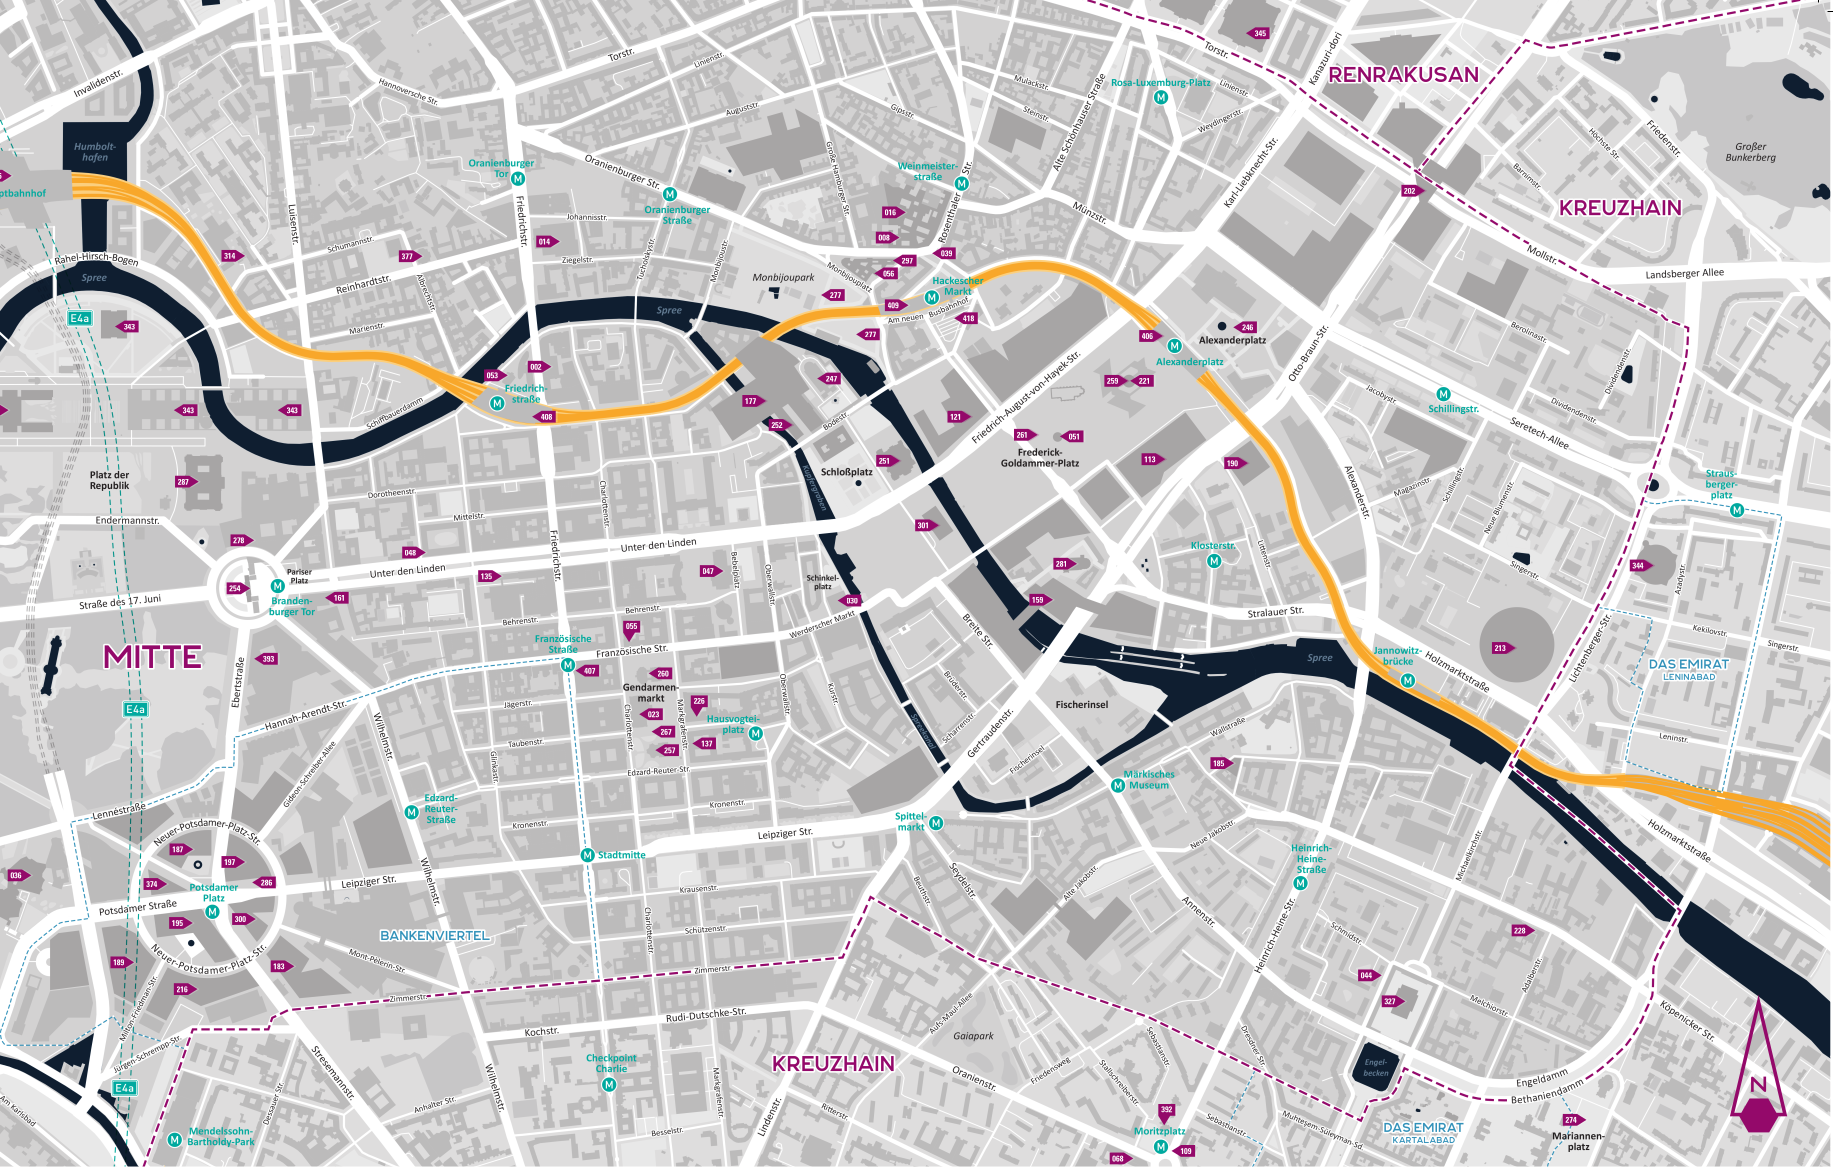 345
Torstr.
Torstr.
Kanazuri-dori
RENRAKUSAN
Invalidenstr.
Linienstr.
Hannoversche Str.
Mulackstr.
Rosa-Luxemburg-Platz
Linienstr.
Auguststr.
Gipsstr.
Steinstr.
Alte Schönhauser Straße
Weydingerstr.
Friedenstr.
Höchste Str.
Großer
Bunkerberg
Humbolt-
hafen
Oranienburger
Tor
Oranienburger Str.
Große Hamburger Str.
Weinmeister-
straße
Rosenthaler Str.
Karl-Liebknecht-Str.
Barnimstr.
202
KREUZHAIN
ptbahnhof
Oranienburger
Straße
Münzstr.
Luisenstr.
Friedrichstr.
Johannisstr.
016
008
014
039
Schumannstr.
377
314
Ziegelstr.
Tucholskystr.
Monbijoustr.
297
056
Mollstr.
Landsberger Allee
Rahel-Hirsch-Bogen
Spree
Reinhardtstr.
Albrechtstr.
Monbijoupark
Monbijouplatz
277
Hackescher
Markt
409
Am neuen Busbahnhof
418
E4a
343
Marienstr.
Spree
277
406
246
Alexanderplatz
Alexanderplatz
Otto-Braun-Str.
Berolinastr.
Dividendenstr.
053
002
Friedrich-
straße
247
259
221
Friedrich-August-von-Hayek-Str.
Jacobystr.
Schillingstr.
Dividendenstr.
343
343
Schiffbauerdamm
408
177
252
Bodestr.
121
261
051
Frederick-
Goldammer-Platz
Seretech-Allee
Platz der
Republik
287
Schloßplatz
251
113
190
Kupfergraben
Alexanderstr.
Magazinstr.
Schillingstr.
Neue Blumenstr.
Straus-
berger-
platz
Dorotheenstr.
Mittelstr.
Charlottenstr.
Endermannstr.
278
048
Friedrichstr.
Unter den Linden
301
Klosterstr.
Littenstr.
Singerstr.
344
Azadystr.
Pariser
Platz
Unter den Linden
135
047
Bebelplatz
Oberwallstr.
Schinkel-
platz
281
254
Branden-
burger Tor
161
Straße des 17. Juni
030
159
Stralauer Str.
Behrenstr.
Behrenstr.
055
Werderscher Markt
Breite Str.
Lichtenberger-Str.
Kekilovstr.
Singerstr.
MITTE
393
Französische
Straße
Französische Str.
407
260
Spree
Jannowitz-
brücke
Holzmarktstraße
213
DAS EMIRAT
LENINABAD
Ebertstraße
Gendarmen-
markt
Oberwallstr.
Kurstr.
Brüderstr.
Hannah-Arendt-Str.
Jägerstr.
023
226
Fischerinsel
E4a
Wilhelmstr.
Charlottenstr.
Markgrafenstr.
Hausvogtei-
platz
Scharrenstr.
Gertraudenstr.
Wallstraße
Taubenstr.
267
257
137
Spreekanal
Leninstr.
Gideon-Schreiber-Allee
Glinkastr.
Edzard-Reuter-Str.
Fischerinsel
185
Märkisches
Museum
Lennéstraße
Edzard-
Reuter-
Straße
Kronenstr.
Kronenstr.
Spittel-
markt
Neuer-Potsdamer-Platz-Str.
Leipziger Str.
Neue Jakobstr.
Holzmarktstraße
187
197
Stadtmitte
Heinrich-
Heine-
Straße
Michaelkirchstr.
036
374
Potsdamer
Platz
286
Leipziger Str.
Wilhelmstr.
Krausenstr.
Beuthstr.
Seydelstr.
Alte Jakobstr.
Potsdamer Straße
195
300
BANKENVIERTEL
Charlottenstr.
Schützenstr.
Annenstr.
Heinrich-Heine-Str.
Schmidstr.
228
Neuer-Potsdamer-Platz-Str.
189
183
Mont-Pèlerin-Str.
Zimmerstr.
Zimmerstr.
044
Adalberstr.
216
Milton-Friedman-Str.
327
Melchiorstr.
Köpenicker Str.
Kochstr.
Rudi-Dutschke-Str.
Aufs-Maul-Allee
Gaiapark
Sebastianstr.
Dresdner Str.
Jürgen-Schrempp-Str.
Stresemannstr.
Checkpoint
Charlie
KREUZHAIN
Oranienstr.
Friedensweg
Stallschreiberstr.
Engel-
becken
Engeldamm
Bethaniendamm
E4a
Am Karlsbad
Dessauer Str.
Anhalter Str.
Wilhelmstr.
Markgrafenstr.
Lindenstr.
Ritterstr.
392
Sebastianstr.
Muhtesem-Süleyman-Sd
DAS EMIRAT
KARTALABAD
274
Mariannen-
platz
Mendelssohn-
Bartholdy-Park
Besselstr.
Moritzplatz
109
068
N